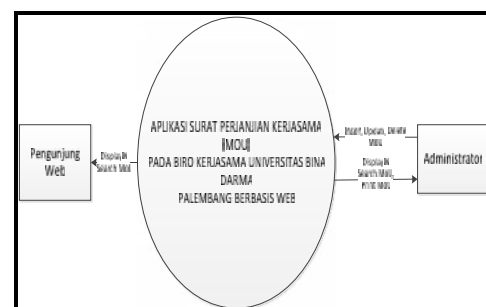 Pengunjung
Web
Display &
Search MoU
APLIKASI SURAT PERJANJIAN KERJASAMA
(MOU)
PADA BIRO KERJASAMA UNIVERSITAS BINA
DARMA
PALEMBANG BERBASIS WEB
Insert, Update, Delete
MoU
Display &
Search MoU,
Print MoU
Administrator